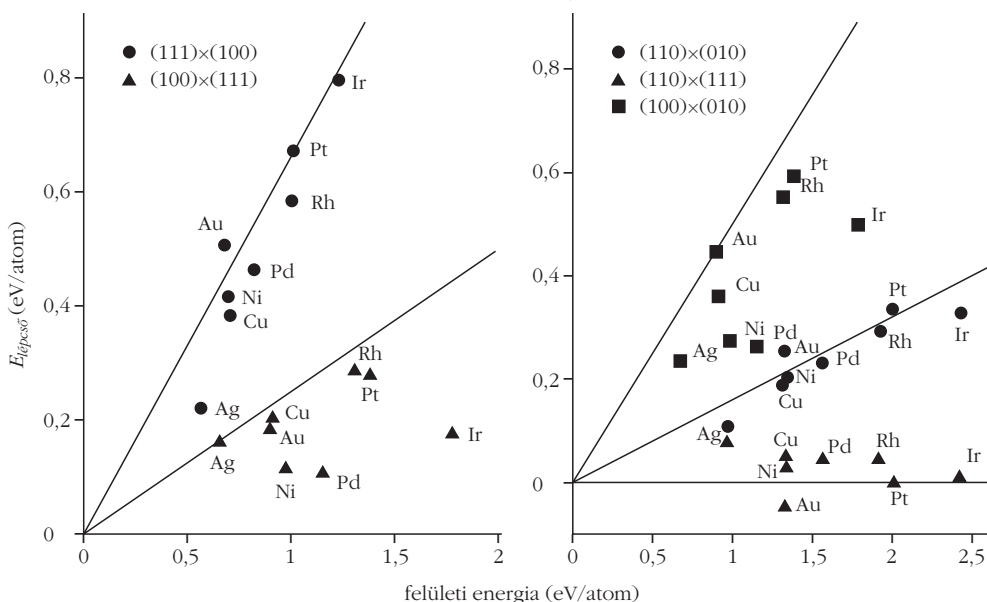 E_lépcső (eV/atom)
0,8
0,6
0,4
0,2
0
0
0,5
1
1,5
2
(111)×(100)
(100)×(111)
Ir
Pt
Rh
Au
Pd
Ni
Cu
Ag
Rh
Pt
Cu
Au
Ag
Ni
Pd
Ir
0,8
0,6
0,4
0,2
0
0
0,5
1
1,5
2
2,5
(110)×(010)
(110)×(111)
(100)×(010)
Pt
Rh
Ir
Au
Cu
Ni
Pd
Ag
Au
Pt
Rh
Ir
Pd
Ni
Cu
Ag
Cu
Ni
Pd
Rh
Ir
Pt
Au
felületi energia (eV/atom)